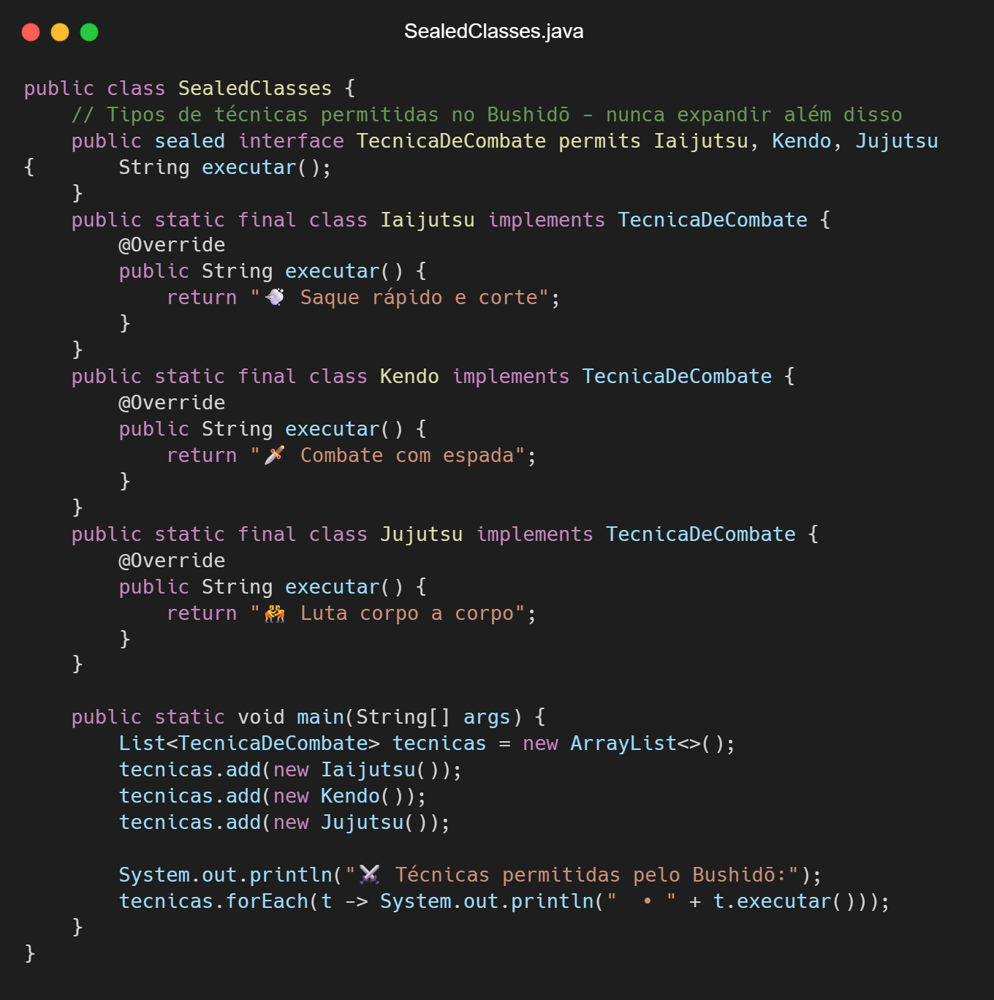 SealedClasses.java
public class SealedClasses {
    // Tipos de técnicas permitidas no Bushidō - nunca expandir além disso
    public sealed interface TecnicaDeCombate permits Iaijutsu, Kendo, Jujutsu
{       String executar();
    }
    public static final class Iaijutsu implements TecnicaDeCombate {
        @Override
        public String executar() {
            return "💨 Saque rápido e corte";
        }
    }
    public static final class Kendo implements TecnicaDeCombate {
        @Override
        public String executar() {
            return "🗡️ Combate com espada";
        }
    }
    public static final class Jujutsu implements TecnicaDeCombate {
        @Override
        public String executar() {
            return "🤼 Luta corpo a corpo";
        }
    }

    public static void main(String[] args) {
        List<TecnicaDeCombate> tecnicas = new ArrayList<>();
        tecnicas.add(new Iaijutsu());
        tecnicas.add(new Kendo());
        tecnicas.add(new Jujutsu());

        System.out.println("⚔️ Técnicas permitidas pelo Bushidō:");
        tecnicas.forEach(t -> System.out.println("  • " + t.executar()));
    }
}